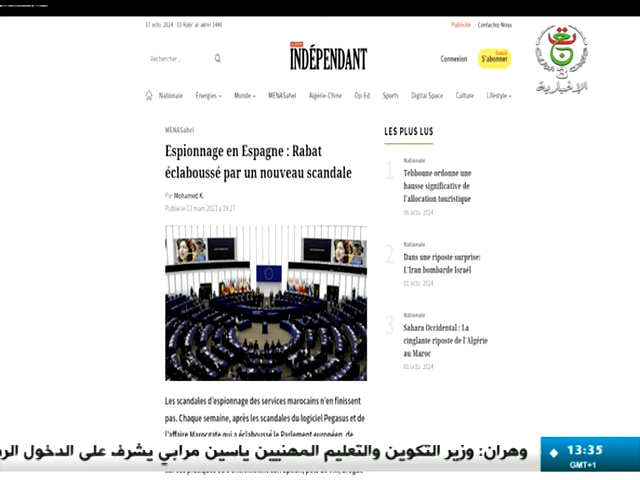 07 octo. 2024 03 Rabi' al akhir 1446
Publicité Contactez-Nous
Rechercher ..
INDÉPENDANT
Connexion
S'abonner
Nationale Energies Monde MENASahel Algérie-Chine Op-Ed Sports Digital Space Culture Lifestyle
الإخبارية
MENASahel
Espionnage en Espagne : Rabat
éclaboussé par un nouveau scandale
Par Mohamed K.
Publié le 13 mars 2023 à 19:27
Les scandales d'espionnage des services marocains n'en finissent
pas. Chaque semaine, après les scandales du logiciel Pegasus et de
l'affaire Marocgate qui a éclaboussé le Parlement européen, de
LES PLUS LUS
1
Nationale
Tebboune ordonne une
hausse significative de
l'allocation touristique
06 octo. 2024
2
Nationale
Dans une riposte surprise:
L'Iran bombarde Israël
01 octo. 2024
3
Nationale
Sahara Occidental : La
cinglante riposte de l'Algérie
au Maroc
01 octo. 2024
وهران: وزير التكوين والتعليم المهنيين ياسين مرابي يشرف على الدخول
13:35
GMT+1